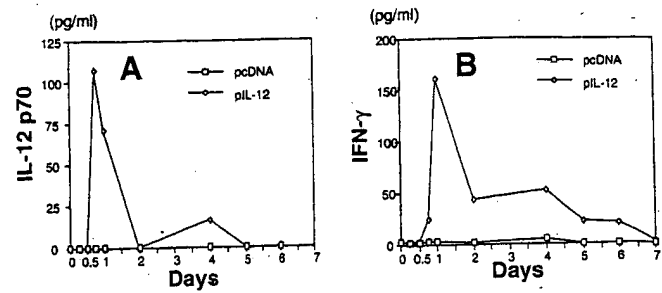 (pg/ml)
125
100
75
50
25
0
IL-12 p70
A
pcDNA
pIL-12
0 0.5 1 2 3 4 5 6 7
Days
(pg/ml)
200
150
100
50
0
IFN-γ
B
pcDNA
pIL-12
0 0.5 1 2 3 4 5 6 7
Days